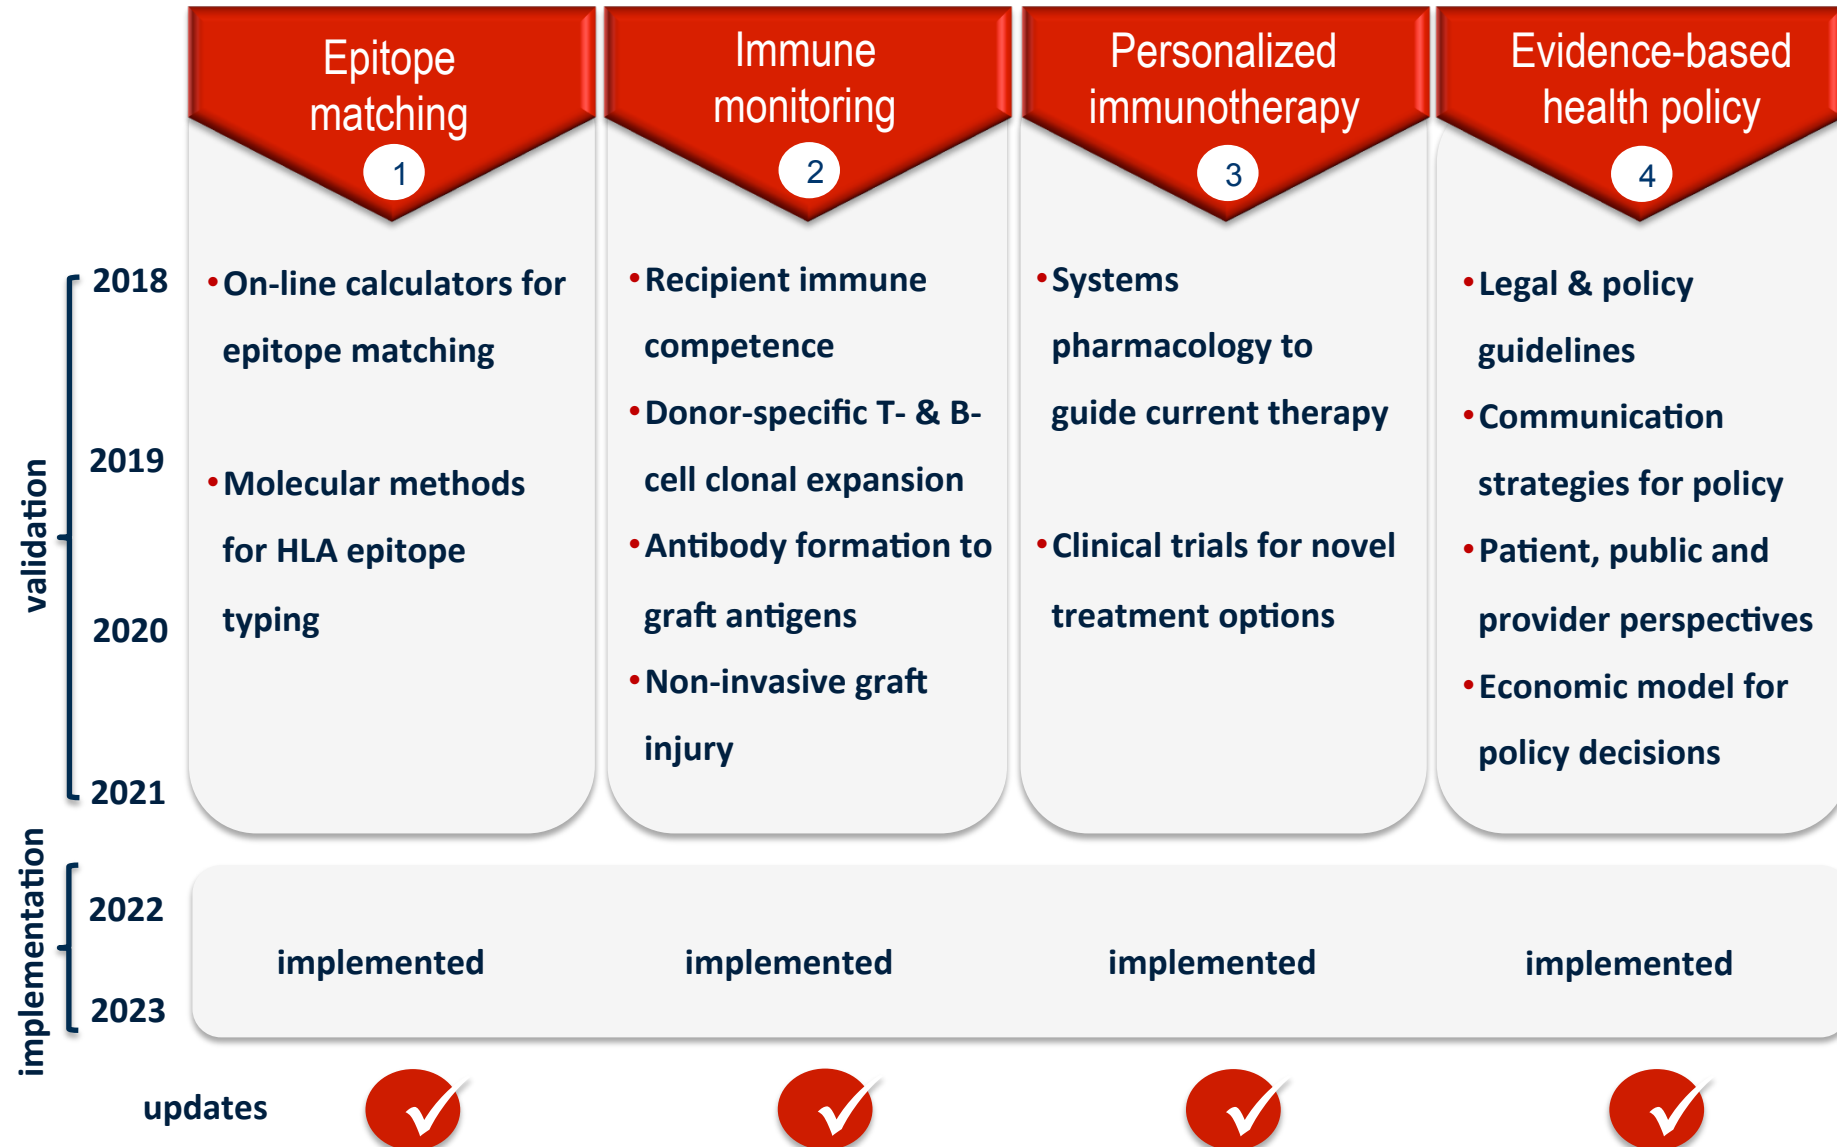 Epitope
matching
1
Immune
monitoring
2
Personalized
immunotherapy
3
Evidence-based
health policy
4
validation
2018
2019
2020
2021
•On-line calculators for
epitope matching
•Molecular methods
for HLA epitope
typing
•Recipient immune
competence
•Donor-specific T- & B-
cell clonal expansion
•Antibody formation to
graft antigens
•Non-invasive graft
injury
•Systems
pharmacology to
guide current therapy
•Clinical trials for novel
treatment options
•Legal & policy
guidelines
•Communication
strategies for policy
•Patient, public and
provider perspectives
•Economic model for
policy decisions
implementation
2022
2023
implemented
implemented
implemented
implemented
updates